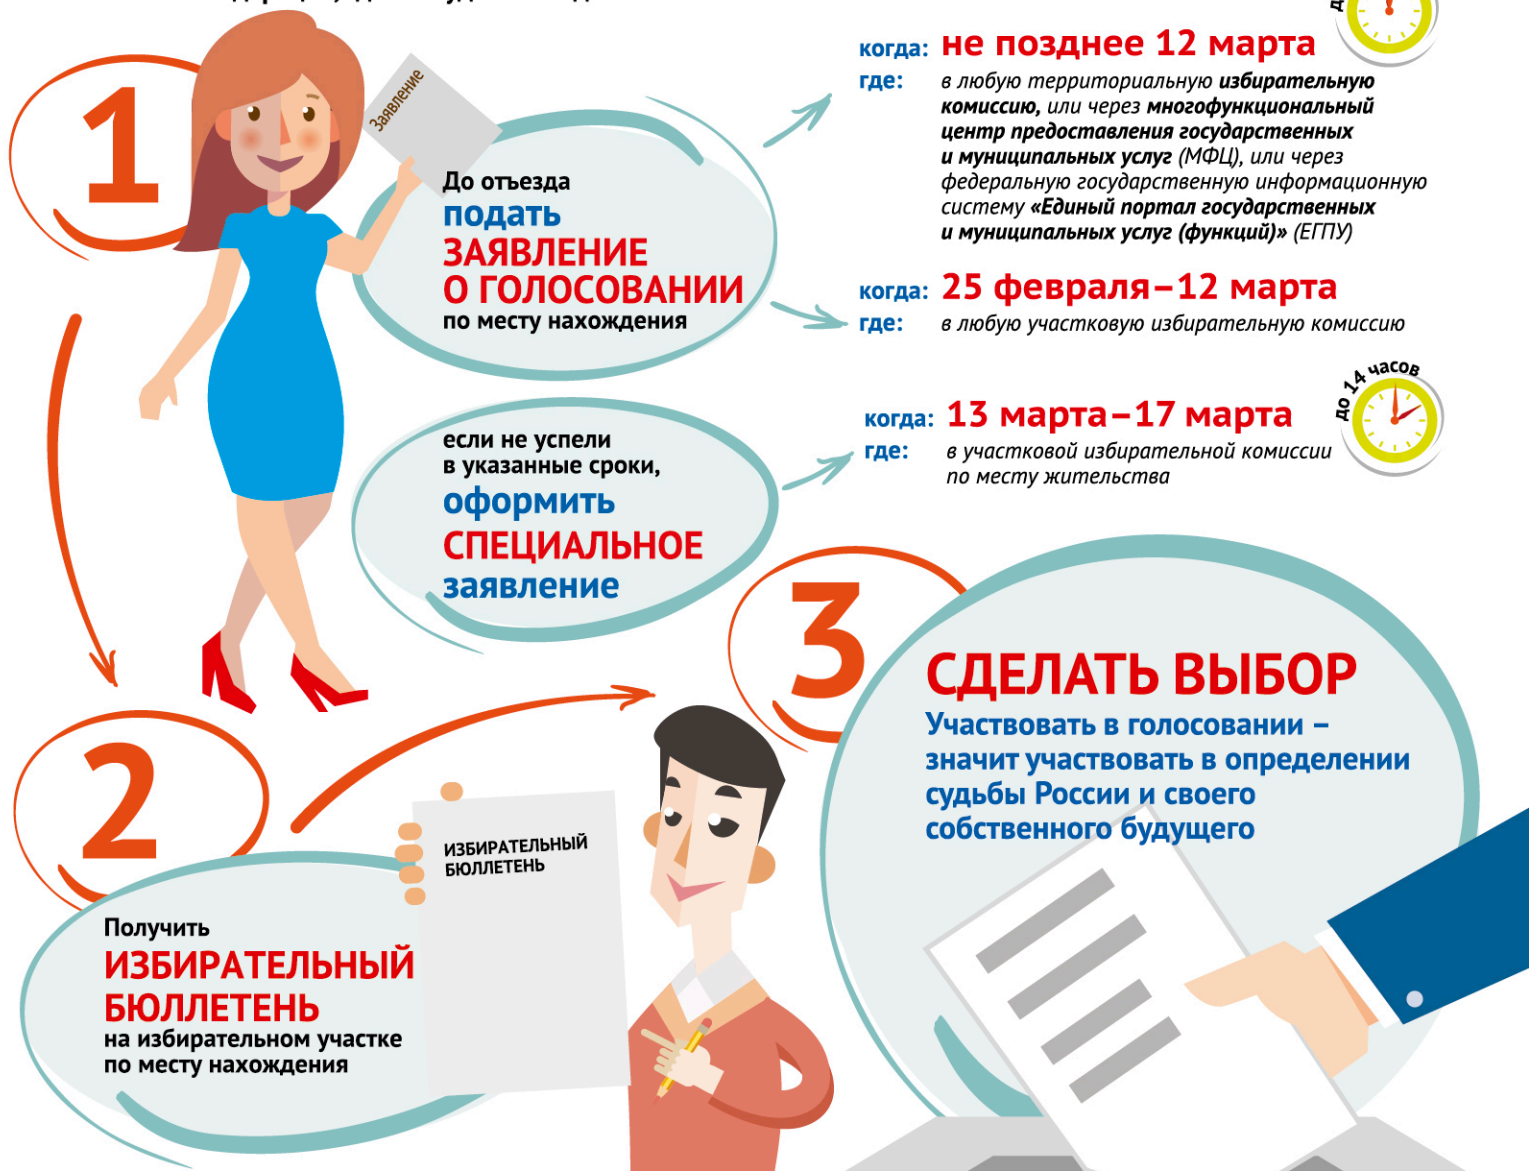 1
Заявление
До отъезда
подать
ЗАЯВЛЕНИЕ
О ГОЛОСОВАНИИ
по месту нахождения
когда: не позднее 12 марта
где: в любую территориальную избирательную
комиссию, или через многофункциональный
центр предоставления государственных
и муниципальных услуг (МФЦ), или через
федеральную государственную информационную
систему «Единый портал государственных
и муниципальных услуг (функций)» (ЕГПУ)
когда: 25 февраля–12 марта
где: в любую участковую избирательную комиссию
если не успели
в указанные сроки,
оформить
СПЕЦИАЛЬНОЕ
заявление
когда: 13 марта–17 марта
где: в участковой избирательной комиссии
по месту жительства
до 14 часов
2
Получить
ИЗБИРАТЕЛЬНЫЙ
БЮЛЛЕТЕНЬ
на избирательном участке
по месту нахождения
ИЗБИРАТЕЛЬНЫЙ
БЮЛЛЕТЕНЬ
3
СДЕЛАТЬ ВЫБОР
Участвовать в голосовании –
значит участвовать в определении
судьбы России и своего
собственного будущего